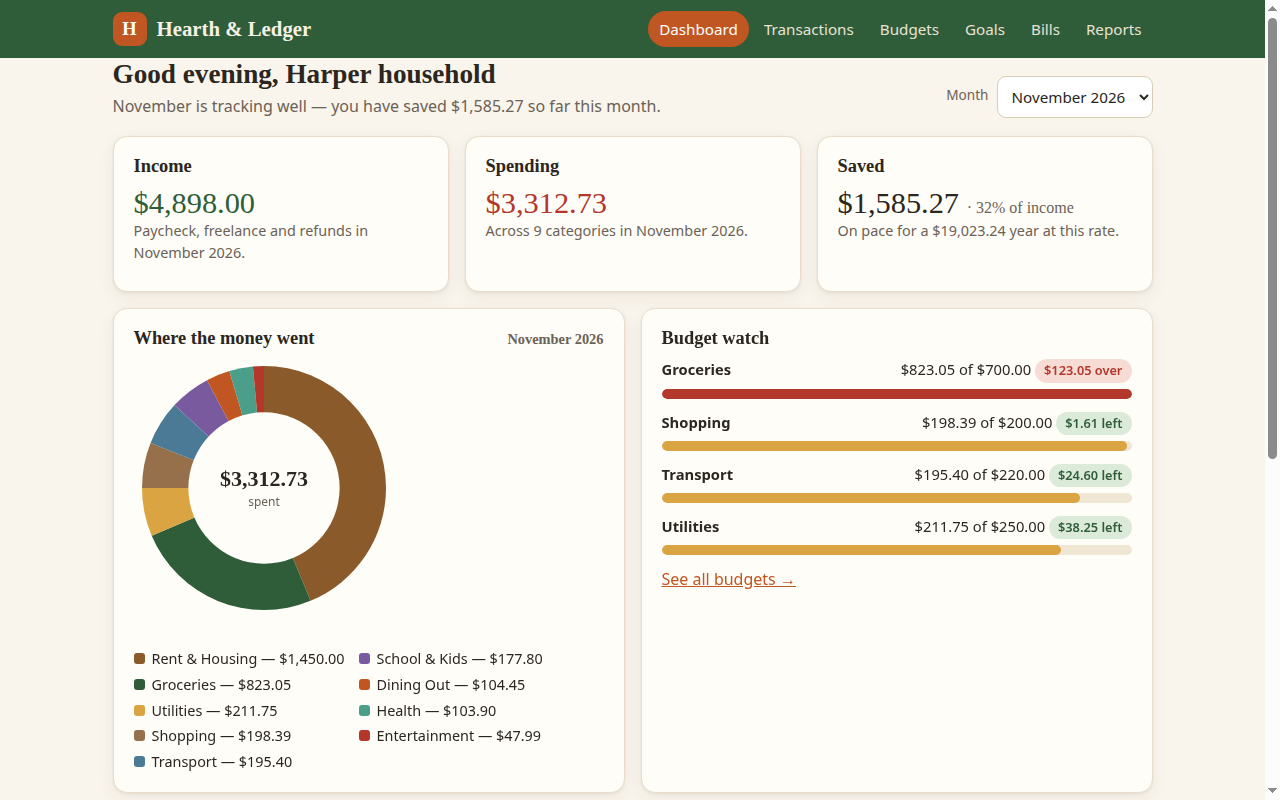 H Hearth & Ledger
Dashboard Transactions Budgets Goals Bills Reports
Good evening, Harper household
November is tracking well — you have saved $1,585.27 so far this month.
Month November 2026
Income
$4,898.00
Paycheck, freelance and refunds in
November 2026.
Spending
$3,312.73
Across 9 categories in November 2026.
Saved
$1,585.27 · 32% of income
On pace for a $19,023.24 year at this rate.
Where the money went November 2026
$3,312.73
spent
Rent & Housing — $1,450.00
Groceries — $823.05
Utilities — $211.75
Shopping — $198.39
Transport — $195.40
School & Kids — $177.80
Dining Out — $104.45
Health — $103.90
Entertainment — $47.99
Budget watch
Groceries $823.05 of $700.00 $123.05 over
Shopping $198.39 of $200.00 $1.61 left
Transport $195.40 of $220.00 $24.60 left
Utilities $211.75 of $250.00 $38.25 left
See all budgets →